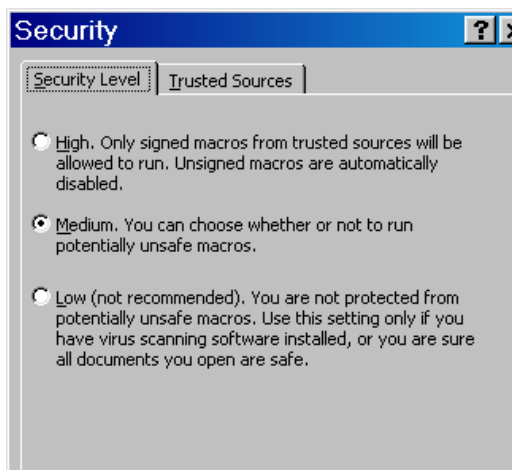 Security
Security Level Trusted Sources
High. Only signed macros from trusted sources will be
allowed to run. Unsigned macros are automatically
disabled.
Medium. You can choose whether or not to run
potentially unsafe macros.
Low (not recommended). You are not protected from
potentially unsafe macros. Use this setting only if you
have virus scanning software installed, or you are sure
all documents you open are safe.